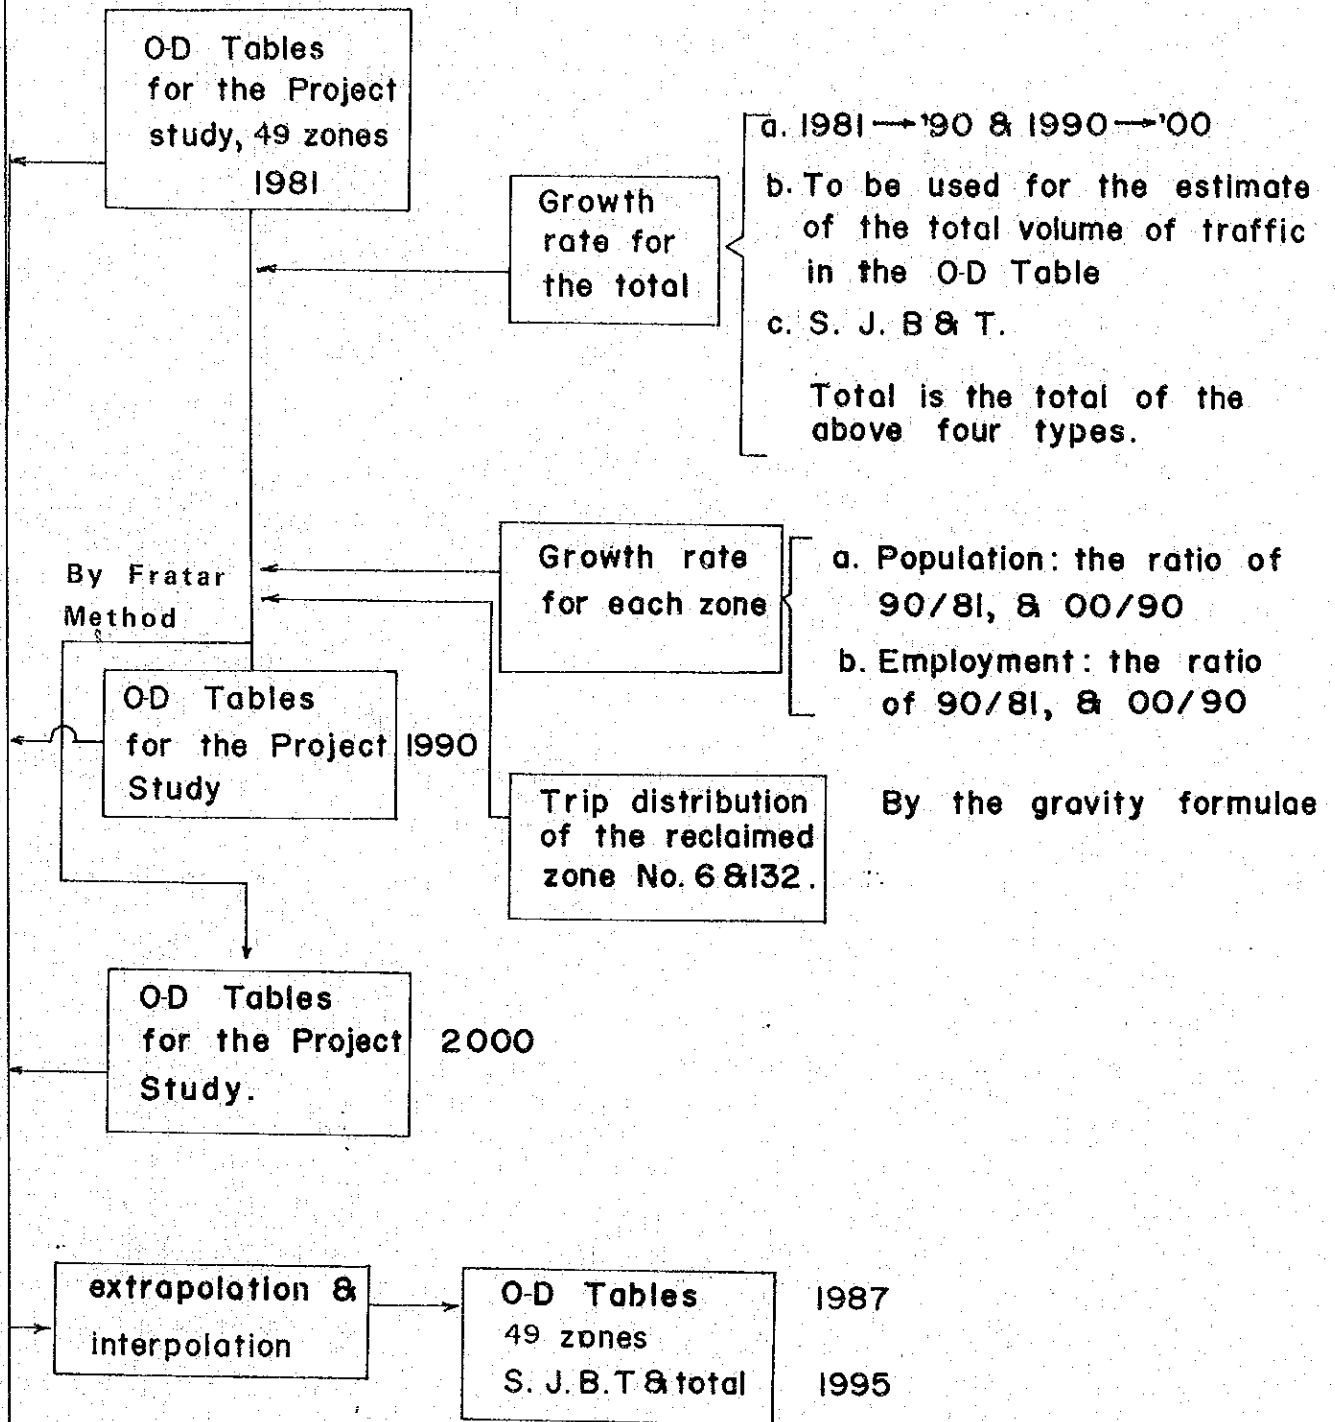 O-D Tables
for the Project
study, 49 zones
1981
Growth
rate for
the total
a. 1981→'90 & 1990→'00
b. To be used for the estimate
of the total volume of traffic
in the O-D Table
c. S. J. B & T.
Total is the total of the
above four types.
By Fratar
Method
Growth rate
for each zone
a. Population: the ratio of
90/81, & 00/90
b. Employment: the ratio
of 90/81, & 00/90
O-D Tables
for the Project 1990
Study
Trip distribution
of the reclaimed
zone No. 6 & 132.
By the gravity formulae
O-D Tables
for the Project 2000
Study.
extrapolation &
interpolation
O-D Tables 1987
49 zones
S. J. B. T & total 1995